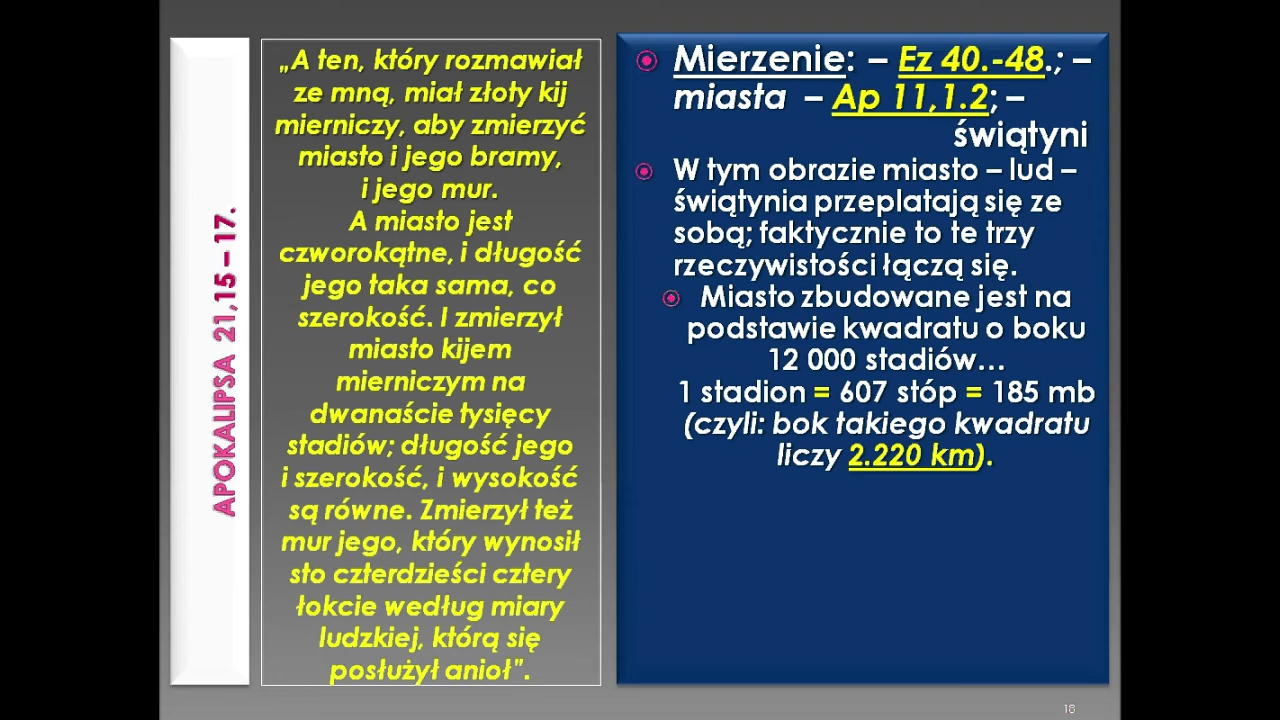 APOKALIPSA 21,15 – 17.
„A ten, który rozmawiał
ze mną, miał złoty kij
mierniczy, aby zmierzyć
miasto i jego bramy,
i jego mur.
A miasto jest
czworokątne, i długość
jego taka sama, co
szerokość. I zmierzył
miasto kijem
mierniczym na
dwanaście tysięcy
stadiów; długość jego
i szerokość, i wysokość
są równe. Zmierzył też
mur jego, który wynosił
sto czterdzieści cztery
łokcie według miary
ludzkiej, którą się
posłużył anioł”.
Mierzenie: – Ez 40.-48.; –
miasta – Ap 11,1.2; –
świątyni
W tym obrazie miasto – lud –
świątynia przeplatają się ze
sobą; faktycznie to te trzy
rzeczywistości łączą się.
Miasto zbudowane jest na
podstawie kwadratu o boku
12 000 stadiów…
1 stadion = 607 stóp = 185 mb
(czyli: bok takiego kwadratu
liczy 2.220 km).
18